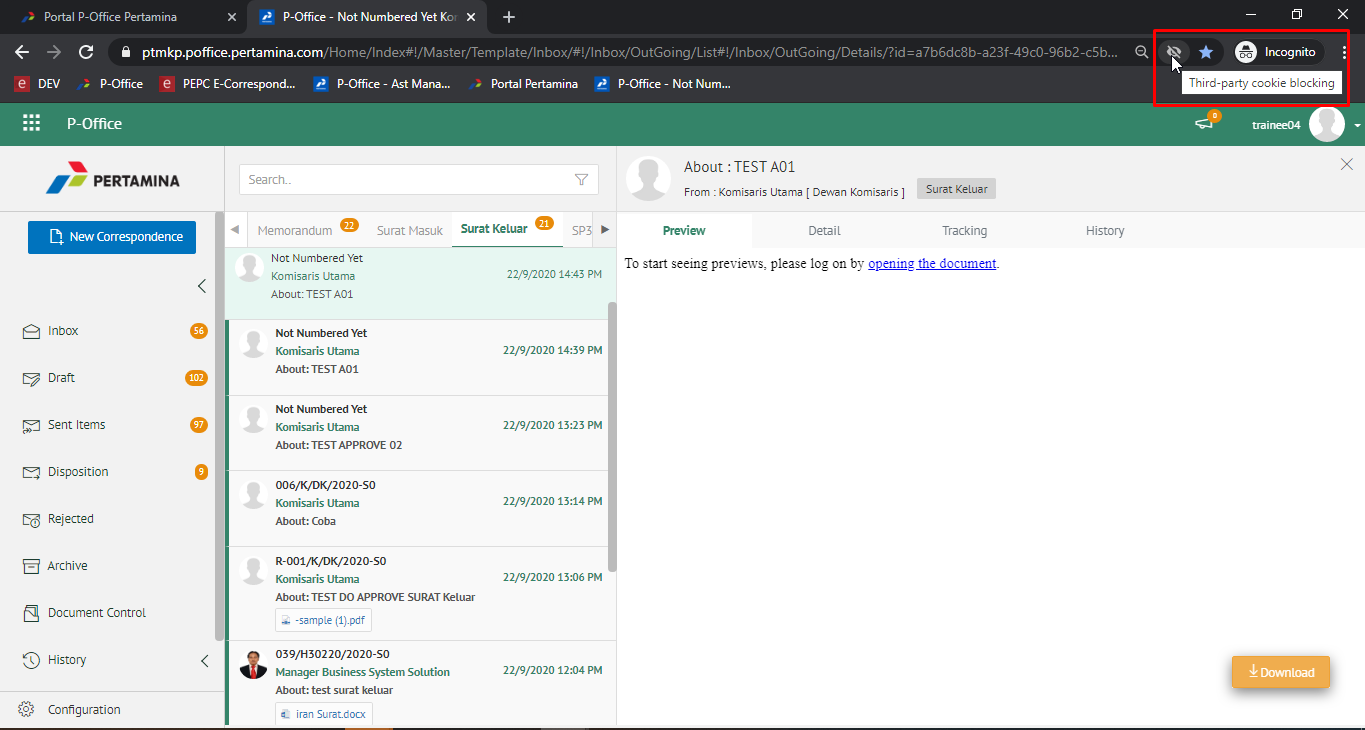 Portal P-Office Pertamina
P-Office - Not Numbered Yet Kor
ptmkp.poffice.pertamina.com/Home/Index#!/Master/Template/Inbox/#!/Inbox/OutGoing/List#!/Inbox/OutGoing/Details/?id=a7b6dc8b-a23f-49c0-96b2-c5b...
Incognito
Third-party cookie blocking
e DEV
P-Office
e PEPC E-Correspond...
P-Office - Ast Mana...
Portal Pertamina
P-Office - Not Num...
P-Office
0
trainee04
PERTAMINA
New Correspondence
Inbox 56
Draft 102
Sent Items 97
Disposition 9
Rejected
Archive
Document Control
History
Configuration
Search..
Memorandum 22
Surat Masuk
Surat Keluar 21
SP3
Not Numbered Yet
Komisaris Utama 22/9/2020 14:43 PM
About: TEST A01
Not Numbered Yet
Komisaris Utama 22/9/2020 14:39 PM
About: TEST A01
Not Numbered Yet
Komisaris Utama 22/9/2020 13:23 PM
About: TEST APPROVE 02
006/K/DK/2020-S0
Komisaris Utama 22/9/2020 13:14 PM
About: Coba
R-001/K/DK/2020-S0
Komisaris Utama 22/9/2020 13:06 PM
About: TEST DO APPROVE SURAT Keluar
-sample (1).pdf
039/H30220/2020-S0
Manager Business System Solution 22/9/2020 12:04 PM
About: test surat keluar
iran Surat.docx
About : TEST A01
From : Komisaris Utama [ Dewan Komisaris ] Surat Keluar
Preview
Detail
Tracking
History
To start seeing previews, please log on by opening the document.
Download